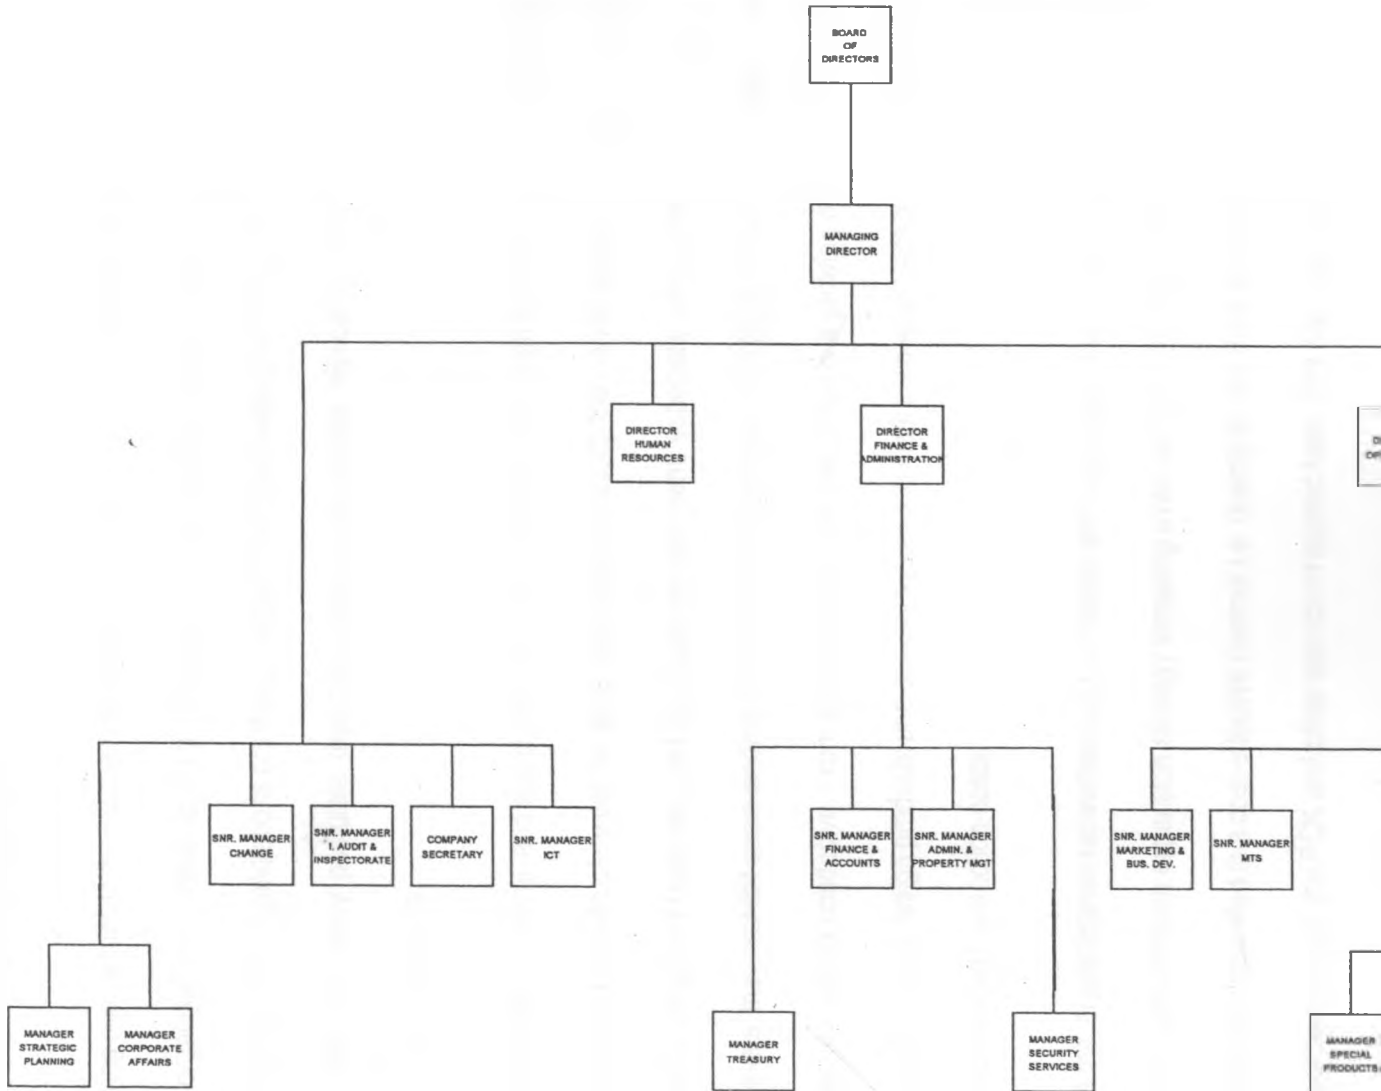 BOARD
OF
DIRECTORS
MANAGING
DIRECTOR
DIRECTOR
HUMAN
RESOURCES
DIRECTOR
FINANCE &
ADMINISTRATION
SNR. MANAGER
CHANGE
SNR. MANAGER
I. AUDIT &
INSPECTORATE
COMPANY
SECRETARY
SNR. MANAGER
ICT
SNR. MANAGER
FINANCE &
ACCOUNTS
SNR. MANAGER
ADMIN. &
PROPERTY MGT
SNR. MANAGER
MARKETING &
BUS. DEV.
SNR. MANAGER
MTS
MANAGER
STRATEGIC
PLANNING
MANAGER
CORPORATE
AFFAIRS
MANAGER
TREASURY
MANAGER
SECURITY
SERVICES
MANAGER
SPECIAL
PRODUCTS